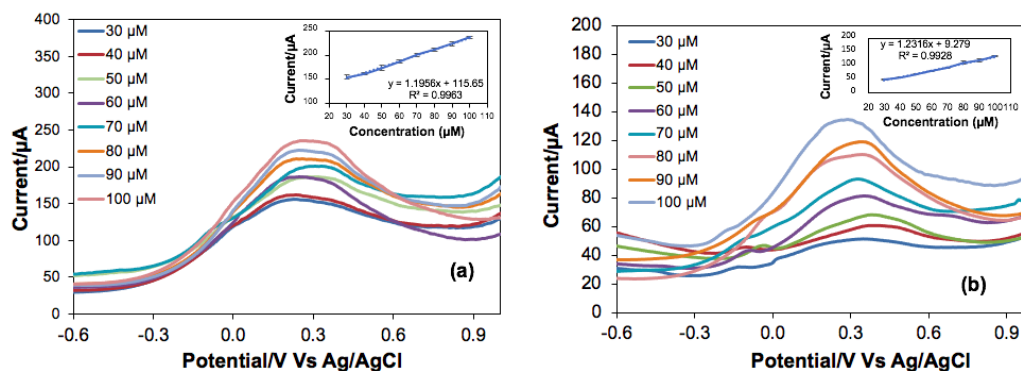 400
350
300
250
200
150
100
50
0
Current/µA
-0.6
-0.3
0.0
0.3
0.6
0.9
Potential/V Vs Ag/AgCl
30 µM
40 µM
50 µM
60 µM
70 µM
80 µM
90 µM
100 µM
250
200
150
100
Current/µA
y = 1.1956x + 115.65
R² = 0.9963
20 30 40 50 60 70 80 90 100 110
Concentration (µM)
(a)
200
180
160
140
120
100
80
60
40
20
0
Current/µA
-0.6
-0.3
0.0
0.3
0.6
0.9
Potential/V Vs Ag/AgCl
30 µM
40 µM
50 µM
60 µM
70 µM
80 µM
90 µM
100 µM
200
150
100
50
0
Current/µA
y = 1.2316x + 9.279
R² = 0.9928
20 30 40 50 60 70 80 90 100 110
Concentration (µM)
(b)